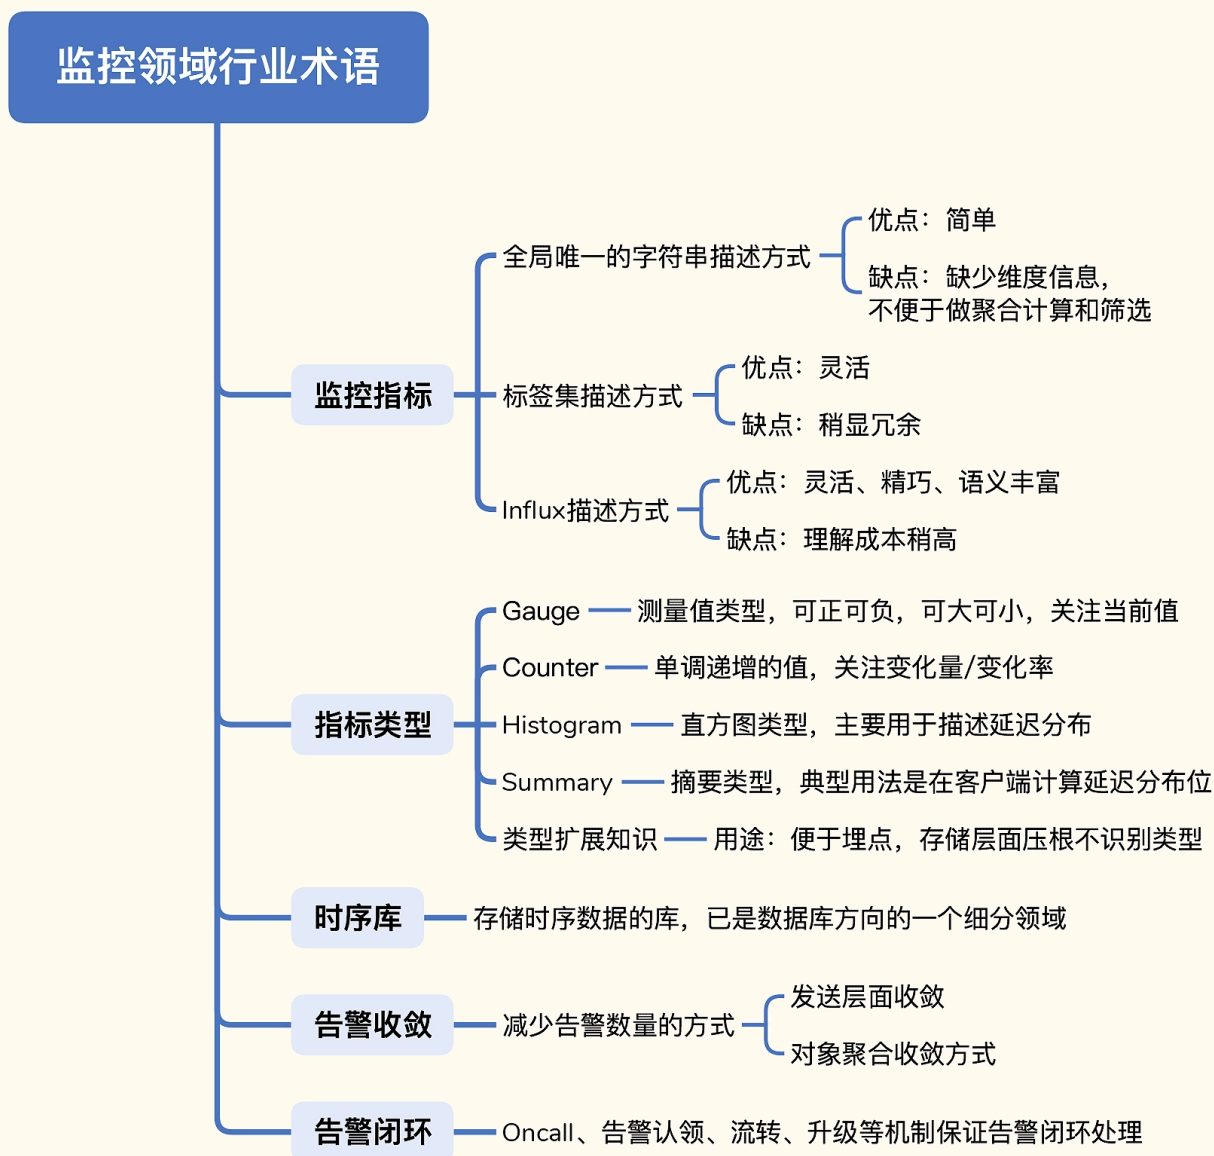 监控领域行业术语
监控指标
全局唯一的字符串描述方式
优点：简单
缺点：缺少维度信息，
不便于做聚合计算和筛选
标签集描述方式
优点：灵活
缺点：稍显冗余
Influx描述方式
优点：灵活、精巧、语义丰富
缺点：理解成本稍高
指标类型
Gauge
测量值类型，可正可负，可大可小，关注当前值
Counter
单调递增的值，关注变化量/变化率
Histogram
直方图类型，主要用于描述延迟分布
Summary
摘要类型，典型用法是在客户端计算延迟分布位
类型扩展知识
用途：便于埋点，存储层面压根不识别类型
时序库
存储时序数据的库，已是数据库方向的一个细分领域
告警收敛
减少告警数量的方式
发送层面收敛
对象聚合收敛方式
告警闭环
Oncall、告警认领、流转、升级等机制保证告警闭环处理